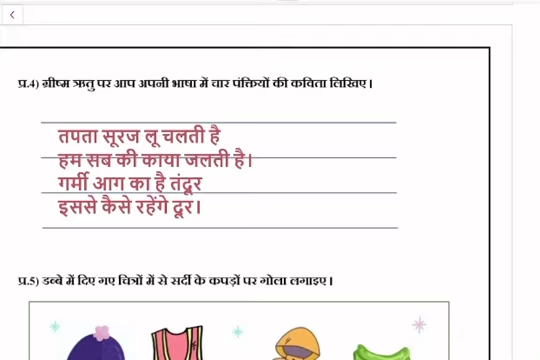 प्र.4) ग्रीष्म ऋतु पर आप अपनी भाषा में चार पंक्तियों की कविता लिखिए।
तपता सूरज लू चलती है
हम सब की काया जलती है।
गर्मी आग का है तंदूर
इससे कैसे रहेंगे दूर।
प्र.5) डब्बे में दिए गए चित्रों में से सर्दी के कपड़ों पर गोला लगाइए।